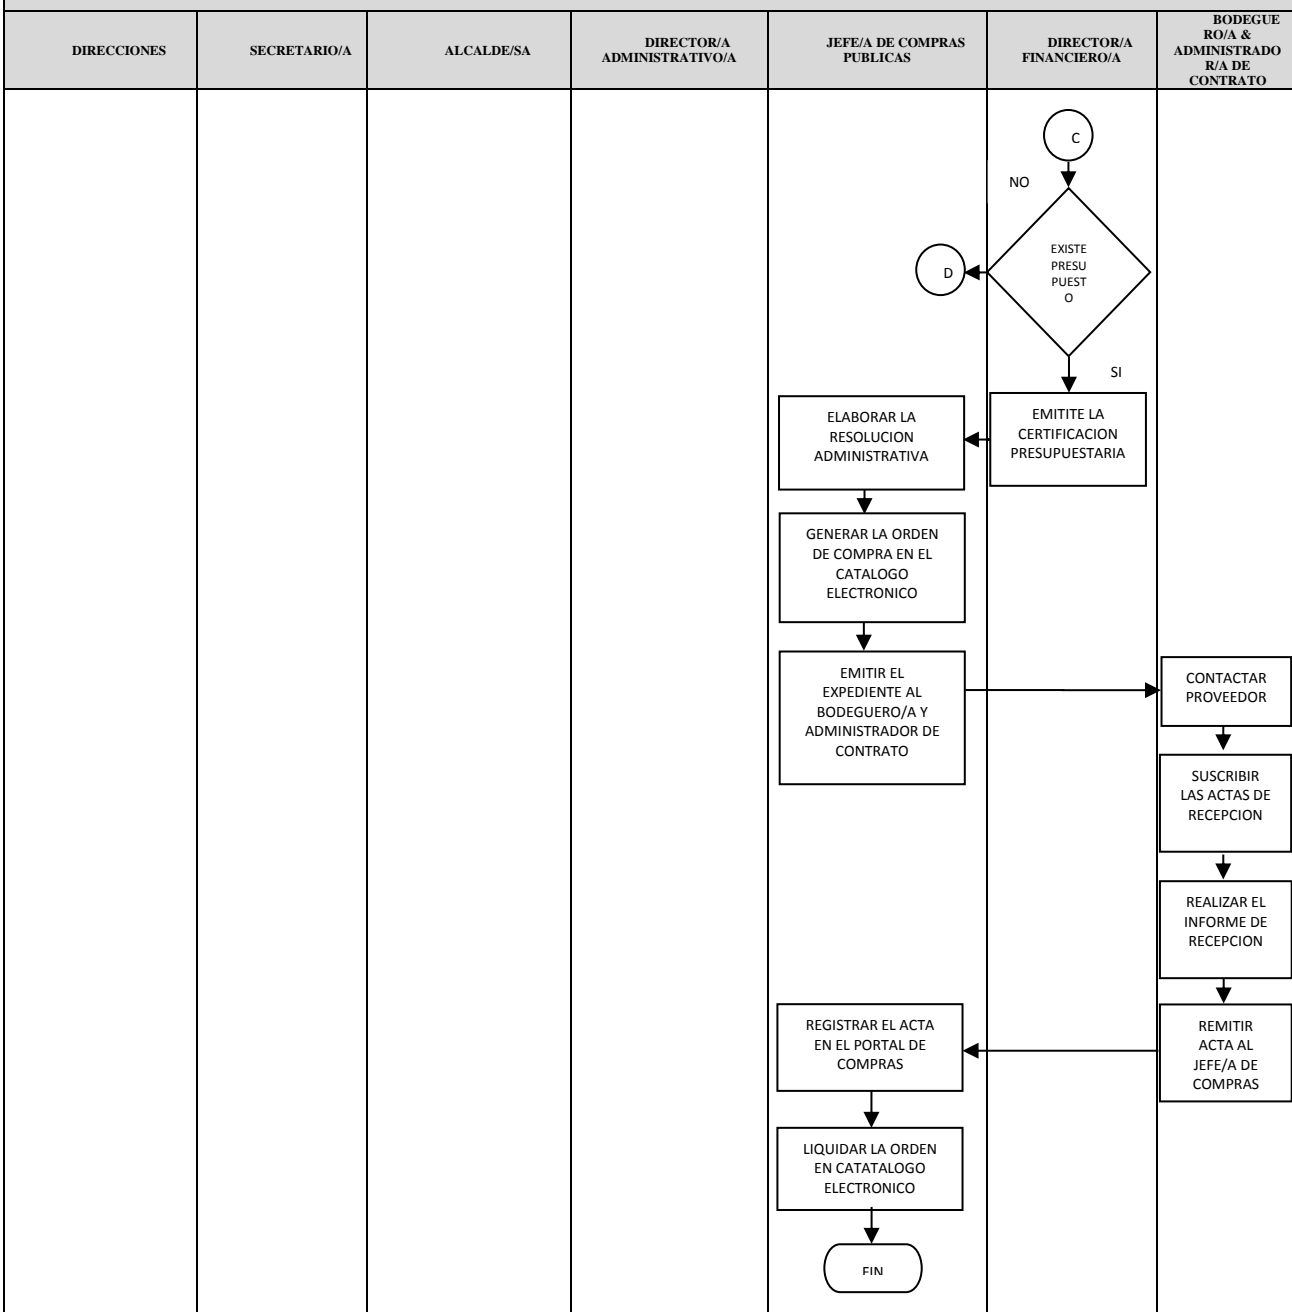 DIRECCIONES
SECRETARIO/A
ALCALDE/SA
DIRECTOR/A
ADMINISTRATIVO/A
JEFE/A DE COMPRAS
PUBLICAS
DIRECTOR/A
FINANCIERO/A
BODEGUE
RO/A &
ADMINISTRADO
R/A DE
CONTRATO
C
NO
EXISTE
PRESU
PUEST
O
D
SI
EMITITE LA
CERTIFICACION
PRESUPUESTARIA
ELABORAR LA
RESOLUCION
ADMINISTRATIVA
GENERAR LA ORDEN
DE COMPRA EN EL
CATALOGO
ELECTRONICO
EMITIR EL
EXPEDIENTE AL
BODEGUERO/A Y
ADMINISTRADOR DE
CONTRATO
CONTACTAR
PROVEEDOR
SUSCRIBIR
LAS ACTAS DE
RECEPCION
REALIZAR EL
INFORME DE
RECEPCION
REMITIR
ACTA AL
JEFE/A DE
COMPRAS
REGISTRAR EL ACTA
EN EL PORTAL DE
COMPRAS
LIQUIDAR LA ORDEN
EN CATATALOGO
ELECTRONICO
FIN